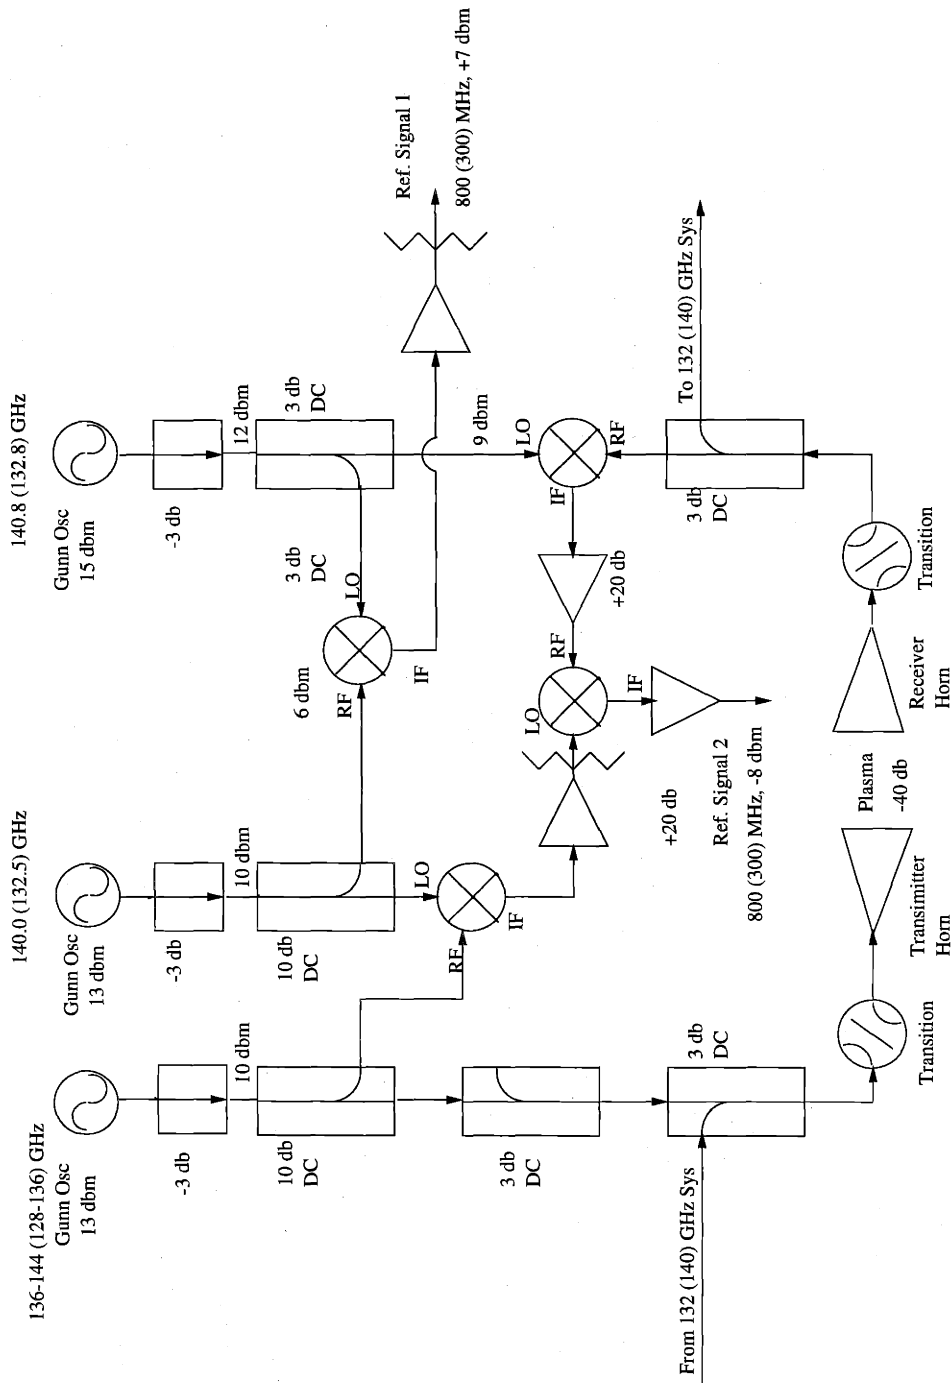 136-144 (128-136) GHz
Gunn Osc
13 dbm
-3 db
10 dbm
10 db
DC
3 db
DC
3 db
DC
From 132 (140) GHz Sys
Transition
Transimitter
Horn
Plasma
-40 db
Receiver
Horn
Transition
140.0 (132.5) GHz
Gunn Osc
13 dbm
-3 db
10 dbm
10 db
DC
LO
RF
IF
LO
RF
IF
+20 db
Ref. Signal 2
800 (300) MHz, -8 dbm
+20 db
140.8 (132.8) GHz
Gunn Osc
15 dbm
-3 db
12 dbm
3 db
DC
3 db
DC
LO
6 dbm
RF
IF
9 dbm
LO
IF
RF
3 db
DC
To 132 (140) GHz Sys
Ref. Signal 1
800 (300) MHz, +7 dbm